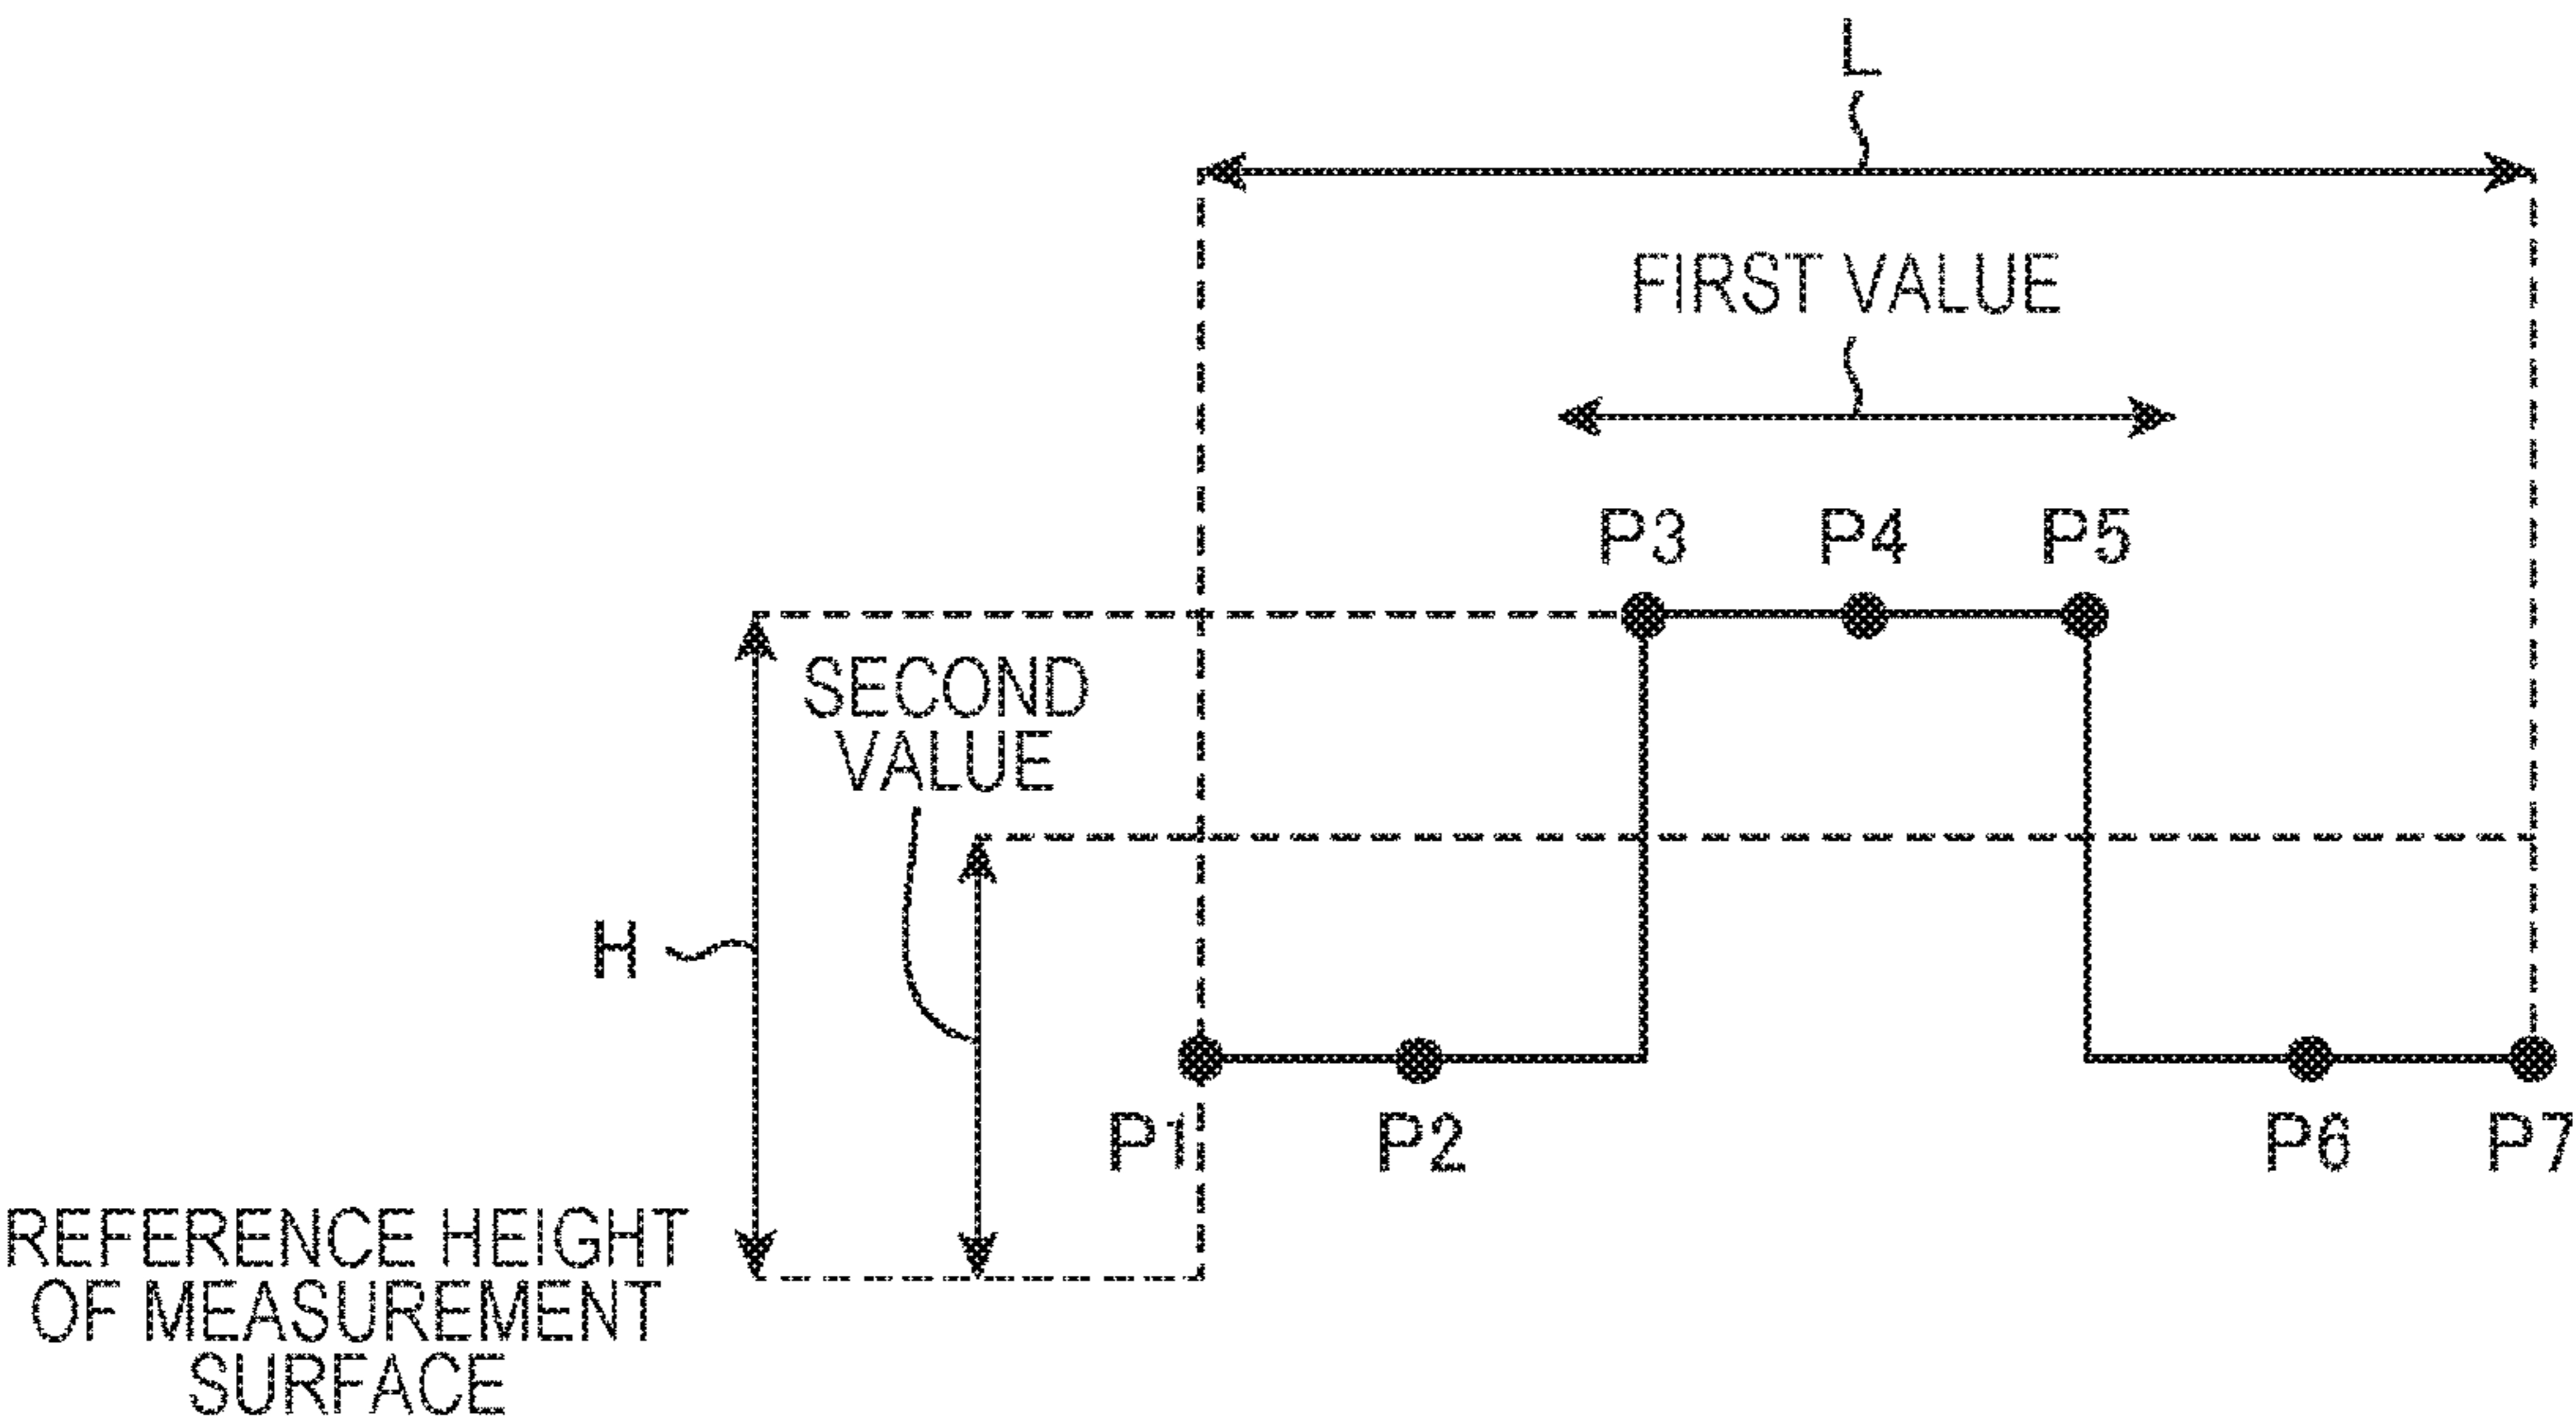 L
FIRST VALUE
P3 P4 P5
SECOND
VALUE
H
P1 P2 P6 P7
REFERENCE HEIGHT
OF MEASUREMENT
SURFACE